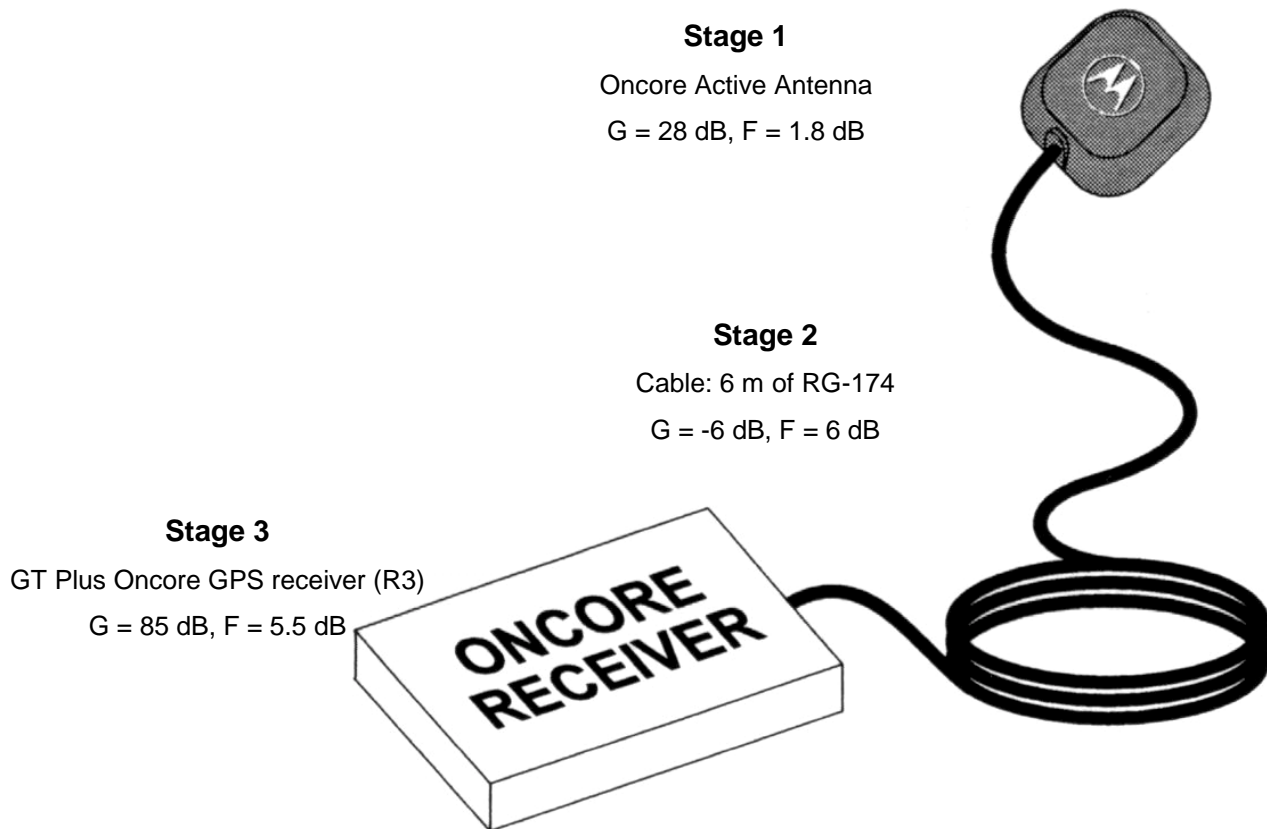 Stage 1
Oncore Active Antenna
G = 28 dB, F = 1.8 dB
Stage 2
Cable: 6 m of RG-174
G = -6 dB, F = 6 dB
Stage 3
GT Plus Oncore GPS receiver (R3)
G = 85 dB, F = 5.5 dB
ONCORE
RECEIVER